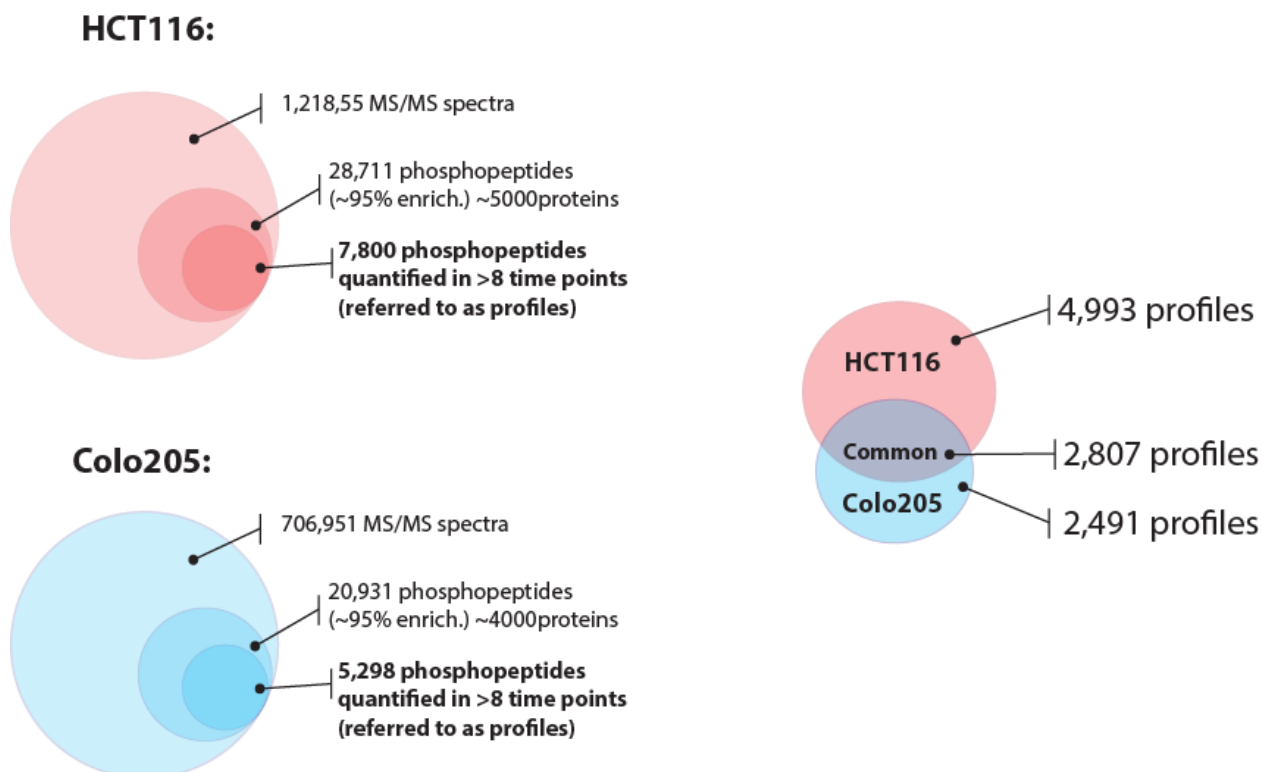 HCT116:
1,218,55 MS/MS spectra
28,711 phosphopeptides
(~95% enrich.) ~5000proteins
7,800 phosphopeptides
quantified in >8 time points
(referred to as profiles)
Colo205:
706,951 MS/MS spectra
20,931 phosphopeptides
(~95% enrich.) ~4000proteins
5,298 phosphopeptides
quantified in >8 time points
(referred to as profiles)
4,993 profiles
HCT116
Common
2,807 profiles
Colo205
2,491 profiles